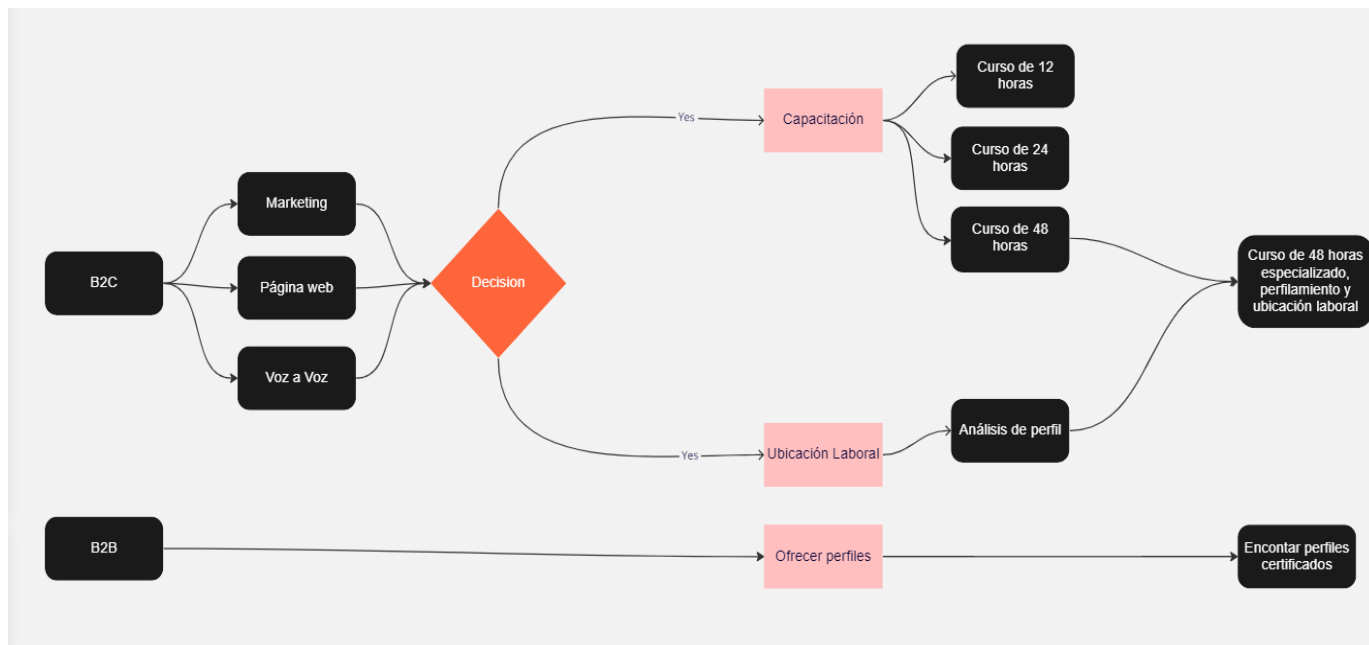 Curso de 12
horas
Yes
Capacitación
Curso de 24
horas
Marketing
Curso de 48
horas
B2C
Página web
Decision
Curso de 48 horas
especializado,
perfilamiento y
ubicación laboral
Voz a Voz
Yes
Ubicación Laboral
Análisis de perfil
B2B
Ofrecer perfiles
Encontar perfiles
certificados